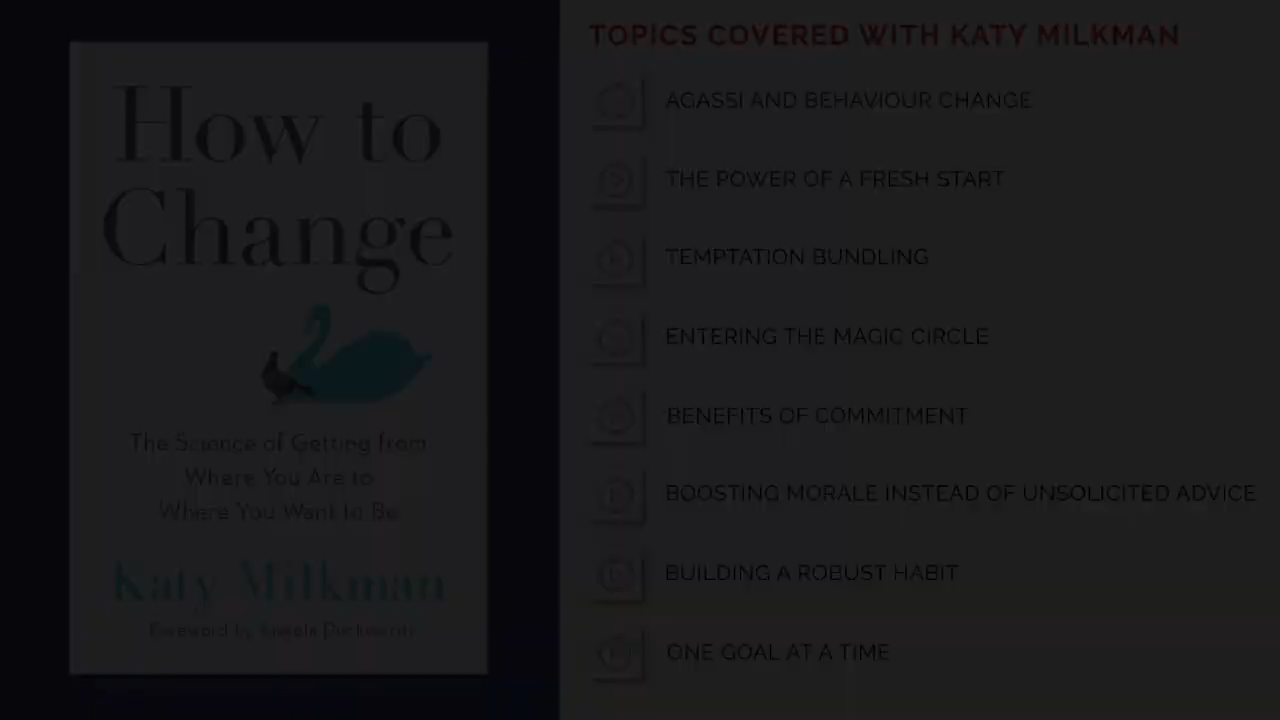 How to
Change
The Science of Getting from
Where You Are to
Where You Want to Be
Katy Milkman
Foreword by Angela Duckworth
TOPICS COVERED WITH KATY MILKMAN
AGASSI AND BEHAVIOUR CHANGE
THE POWER OF A FRESH START
TEMPTATION BUNDLING
ENTERING THE MAGIC CIRCLE
BENEFITS OF COMMITMENT
BOOSTING MORALE INSTEAD OF UNSOLICITED ADVICE
BUILDING A ROBUST HABIT
ONE GOAL AT A TIME